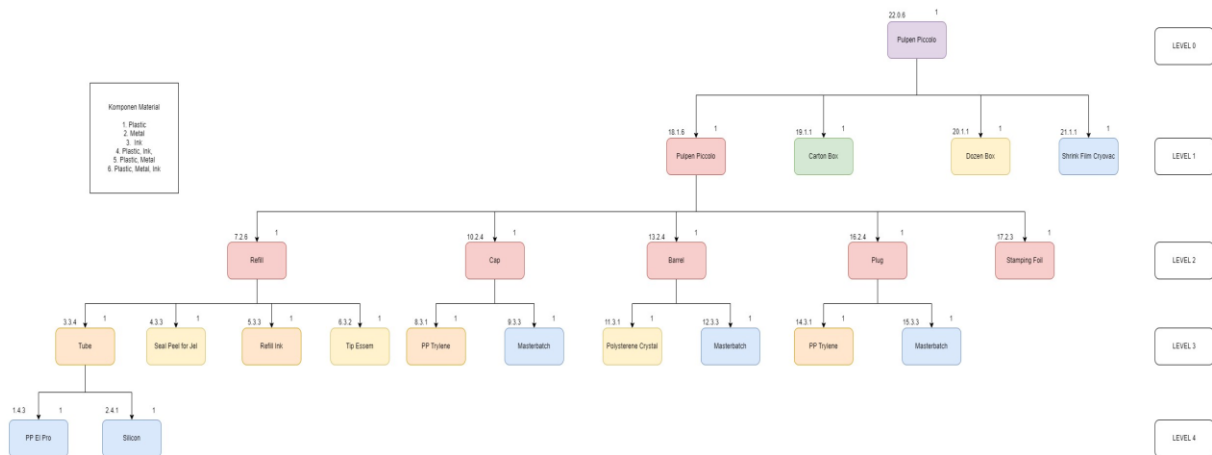 22.0.6 1
Pulpen Piccolo
LEVEL 0
Komponen Material
1. Plastic
2. Metal
3. Ink
4. Plastic, Ink,
5. Plastic, Metal
6. Plastic, Metal, Ink
18.1.6 1
19.1.1 1
20.1.1 1
21.1.1 1
Pulpen Piccolo
Carton Box
Dozen Box
Shrink Film Cryovac
LEVEL 1
7.2.6 1
10.2.4 1
13.2.4 1
16.2.4 1
17.2.3 1
Refill
Cap
Barrel
Plug
Stamping Foil
LEVEL 2
3.3.4 1
4.3.3 1
5.3.3 1
6.3.2 1
8.3.1 1
9.3.3 1
11.3.1 1
12.3.3 1
14.3.1 1
15.3.3 1
Tube
Seal Peel for Jel
Refill Ink
Tip Essem
PP Trylene
Masterbatch
Polysterene Crystal
Masterbatch
PP Trylene
Masterbatch
LEVEL 3
1.4.3 1
2.4.1 1
PP El Pro
Silicon
LEVEL 4